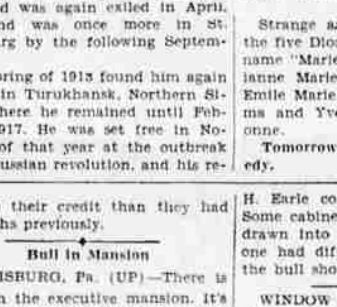 d was again exiled in April,
nd was once more in St.
rg by the following Septem-
pring of 1913 found him again
in Turukhansk, Northern Si-
here he remained until Feb-
917. He was set free in No-
of that year at the outbreak
ussian revolution, and his re-
their credit than they had
hs previously.
Bull in Mansion
ISBURG, Pa. (UP)—There is
n the executive mansion. It's
Strange as
the five Dio
name "Marie
ianne Marie
Emile Marie
ma and Yv
onne.
Tomorrow
edy.
H. Earle co
Some cabine
drawn into
one had dif
the bull sho
WINDOW